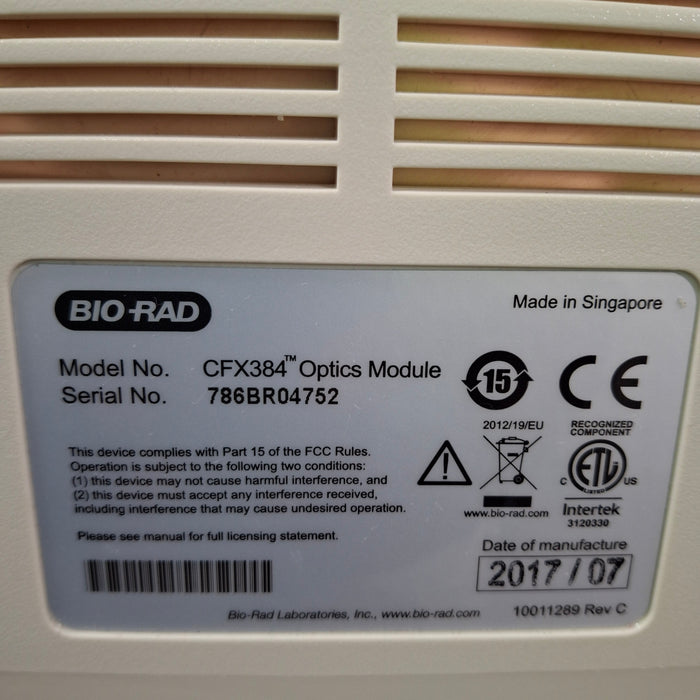 BIO-RAD
Made in Singapore
Model No. CFX384™ Optics Module
Serial No. 786BR04752
15
CE
2012/19/EU
www.bio-rad.com
RECOGNIZED
COMPONENT
C ETL US
Intertek
3120330
This device complies with Part 15 of the FCC Rules.
Operation is subject to the following two conditions:
(1) this device may not cause harmful interference, and
(2) this device must accept any interference received,
including interference that may cause undesired operation.
Please see manual for full licensing statement.
Date of manufacture
2017/07
Bio-Rad Laboratories, Inc., www.bio-rad.com
10011289 Rev C